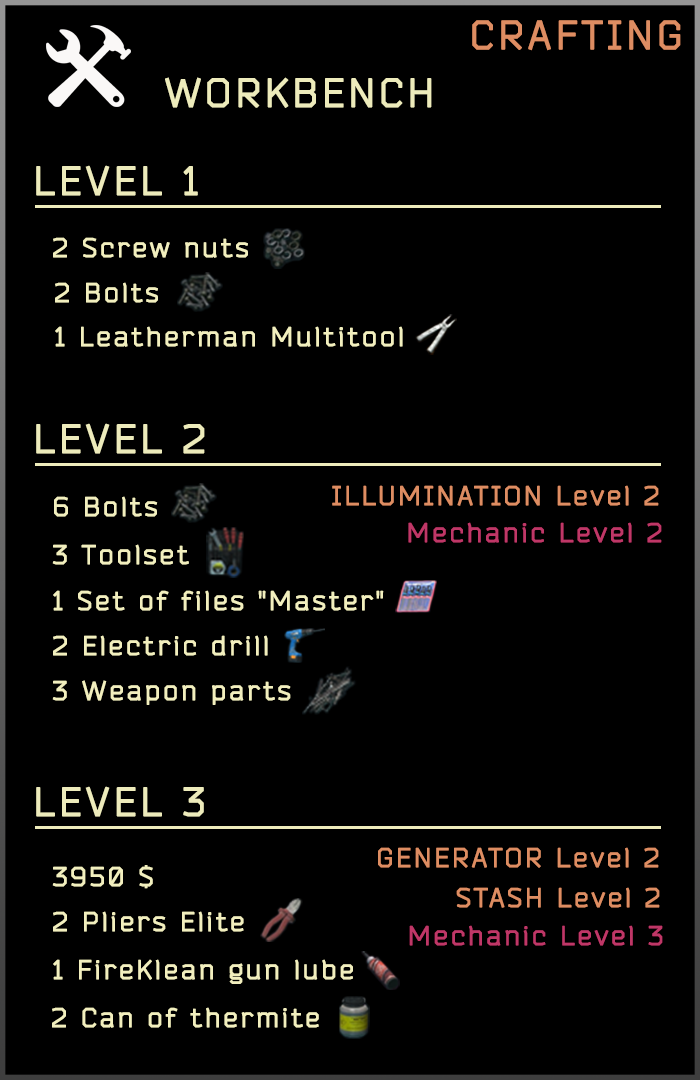 CRAFTING
WORKBENCH
LEVEL 1
2 Screw nuts
2 Bolts
1 Leatherman Multitool
LEVEL 2
6 Bolts
ILLUMINATION Level 2
Mechanic Level 2
3 Toolset
1 Set of files "Master"
2 Electric drill
3 Weapon parts
LEVEL 3
3950 $
GENERATOR Level 2
STASH Level 2
Mechanic Level 3
2 Pliers Elite
1 FireKlean gun lube
2 Can of thermite